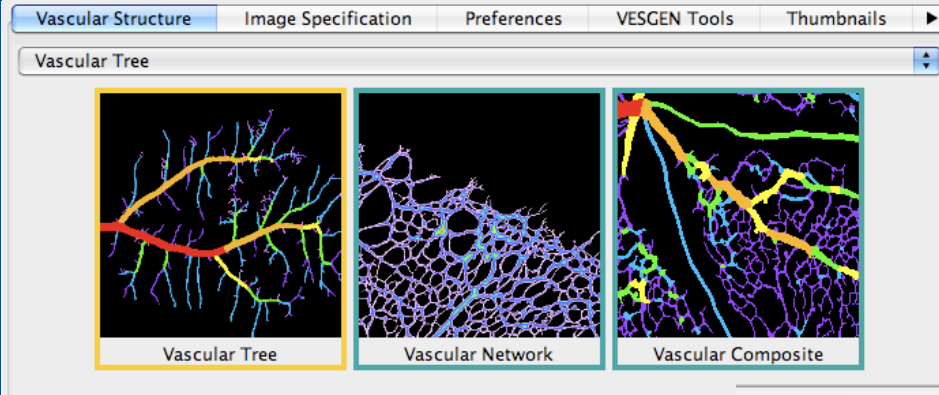 Vascular Structure Image Specification Preferences VESGEN Tools Thumbnails
Vascular Tree
Vascular Tree Vascular Network Vascular Composite